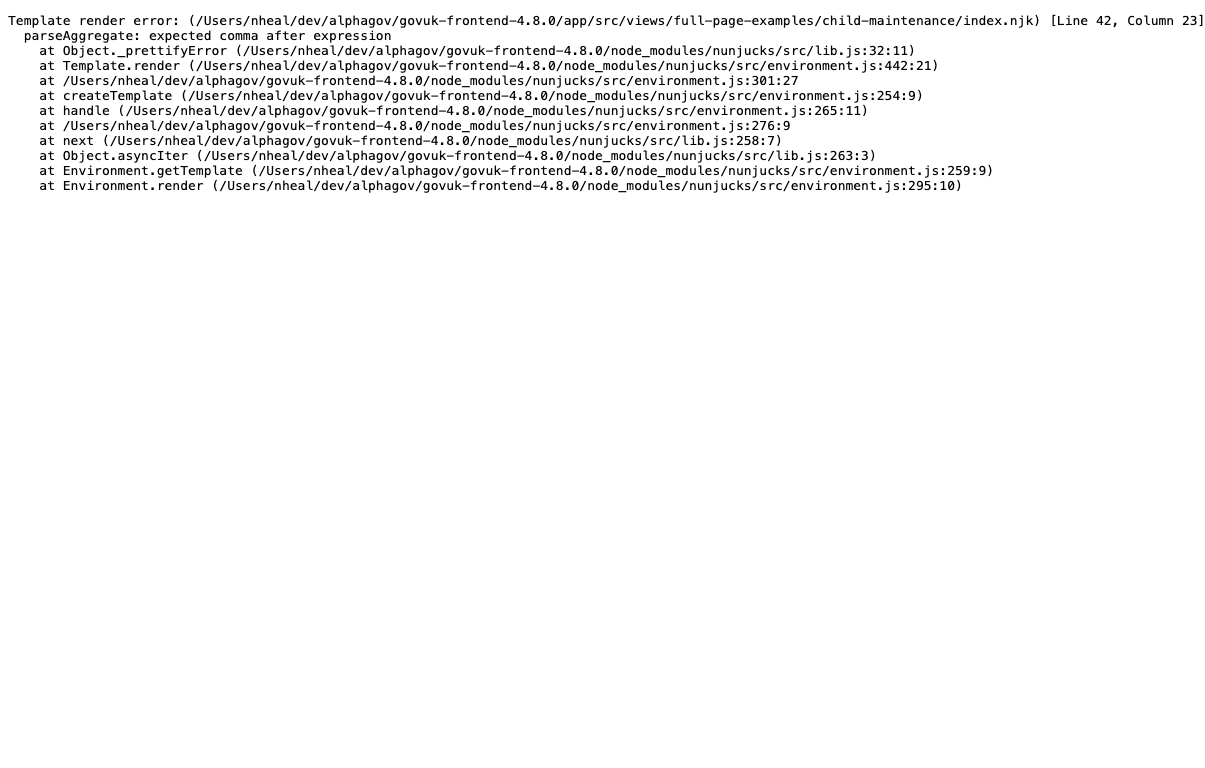 Template render error: (/Users/nheal/dev/alphagov/govuk-frontend-4.8.0/app/src/views/full-page-examples/child-maintenance/index.njk) [Line 42, Column 23]
  parseAggregate: expected comma after expression
    at Object._prettifyError (/Users/nheal/dev/alphagov/govuk-frontend-4.8.0/node_modules/nunjucks/src/lib.js:32:11)
    at Template.render (/Users/nheal/dev/alphagov/govuk-frontend-4.8.0/node_modules/nunjucks/src/environment.js:442:21)
    at /Users/nheal/dev/alphagov/govuk-frontend-4.8.0/node_modules/nunjucks/src/environment.js:301:27
    at createTemplate (/Users/nheal/dev/alphagov/govuk-frontend-4.8.0/node_modules/nunjucks/src/environment.js:254:9)
    at handle (/Users/nheal/dev/alphagov/govuk-frontend-4.8.0/node_modules/nunjucks/src/environment.js:265:11)
    at /Users/nheal/dev/alphagov/govuk-frontend-4.8.0/node_modules/nunjucks/src/environment.js:276:9
    at next (/Users/nheal/dev/alphagov/govuk-frontend-4.8.0/node_modules/nunjucks/src/lib.js:258:7)
    at Object.asyncIter (/Users/nheal/dev/alphagov/govuk-frontend-4.8.0/node_modules/nunjucks/src/lib.js:263:3)
    at Environment.getTemplate (/Users/nheal/dev/alphagov/govuk-frontend-4.8.0/node_modules/nunjucks/src/environment.js:259:9)
    at Environment.render (/Users/nheal/dev/alphagov/govuk-frontend-4.8.0/node_modules/nunjucks/src/environment.js:295:10)